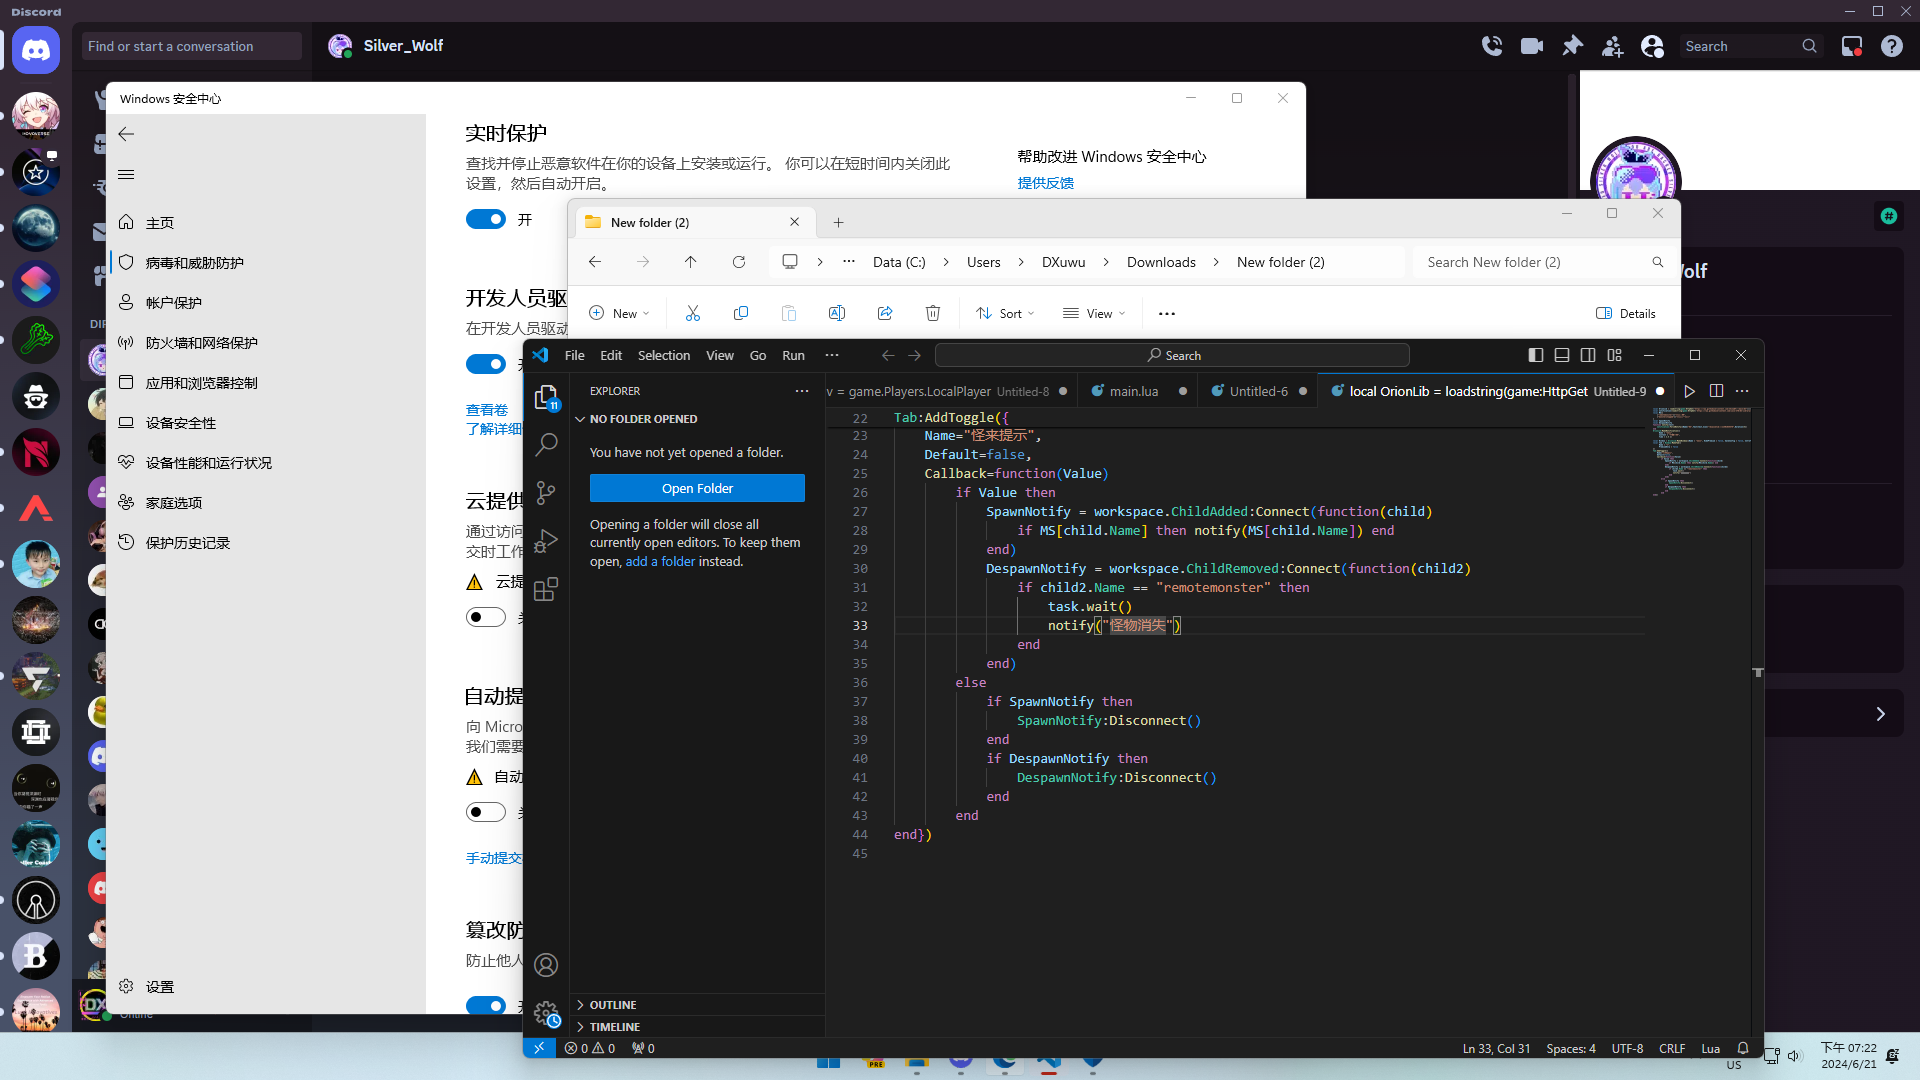 Discord
Find or start a conversation
Silver_Wolf
Search
Windows 安全中心
主页
病毒和威胁防护
帐户保护
防火墙和网络保护
应用和浏览器控制
设备安全性
设备性能和运行状况
家庭选项
保护历史记录
设置
实时保护
查找并停止恶意软件在你的设备上安装或运行。 你可以在短时间内关闭此
设置，然后自动开启。
开
帮助改进 Windows 安全中心
提供反馈
开发人员驱
在开发人员驱动
查看卷
了解详细
云提供
通过访问
交时工作
云提
自动提
向 Micro
我们需要
自动
手动提交
篡改防
防止他人
New folder (2)
Data (C:)
Users
DXuwu
Downloads
New folder (2)
Search New folder (2)
New
Sort
View
Details
olf
File Edit Selection View Go Run
Search
EXPLORER
NO FOLDER OPENED
You have not yet opened a folder.
Open Folder
Opening a folder will close all
currently open editors. To keep them
open, add a folder instead.
OUTLINE
TIMELINE
11
v = game.Players.LocalPlayer Untitled-8
main.lua
Untitled-6
local OrionLib = loadstring(game:HttpGet Untitled-9
22 Tab:AddToggle({
23 Name="怪来提示",
24 Default=false,
25 Callback=function(Value)
26 if Value then
27 SpawnNotify = workspace.ChildAdded:Connect(function(child)
28 if MS[child.Name] then notify(MS[child.Name]) end
29 end)
30 DespawnNotify = workspace.ChildRemoved:Connect(function(child2)
31 if child2.Name == "remotemonster" then
32 task.wait()
33 notify("怪物消失")
34 end
35 end)
36 else
37 if SpawnNotify then
38 SpawnNotify:Disconnect()
39 end
40 if DespawnNotify then
41 DespawnNotify:Disconnect()
42 end
43 end
44 end})
45
0 0 0
Ln 33, Col 31
Spaces: 4
UTF-8
CRLF
Lua
Online
DIR
PRE
US
下午 07:22
2024/6/21